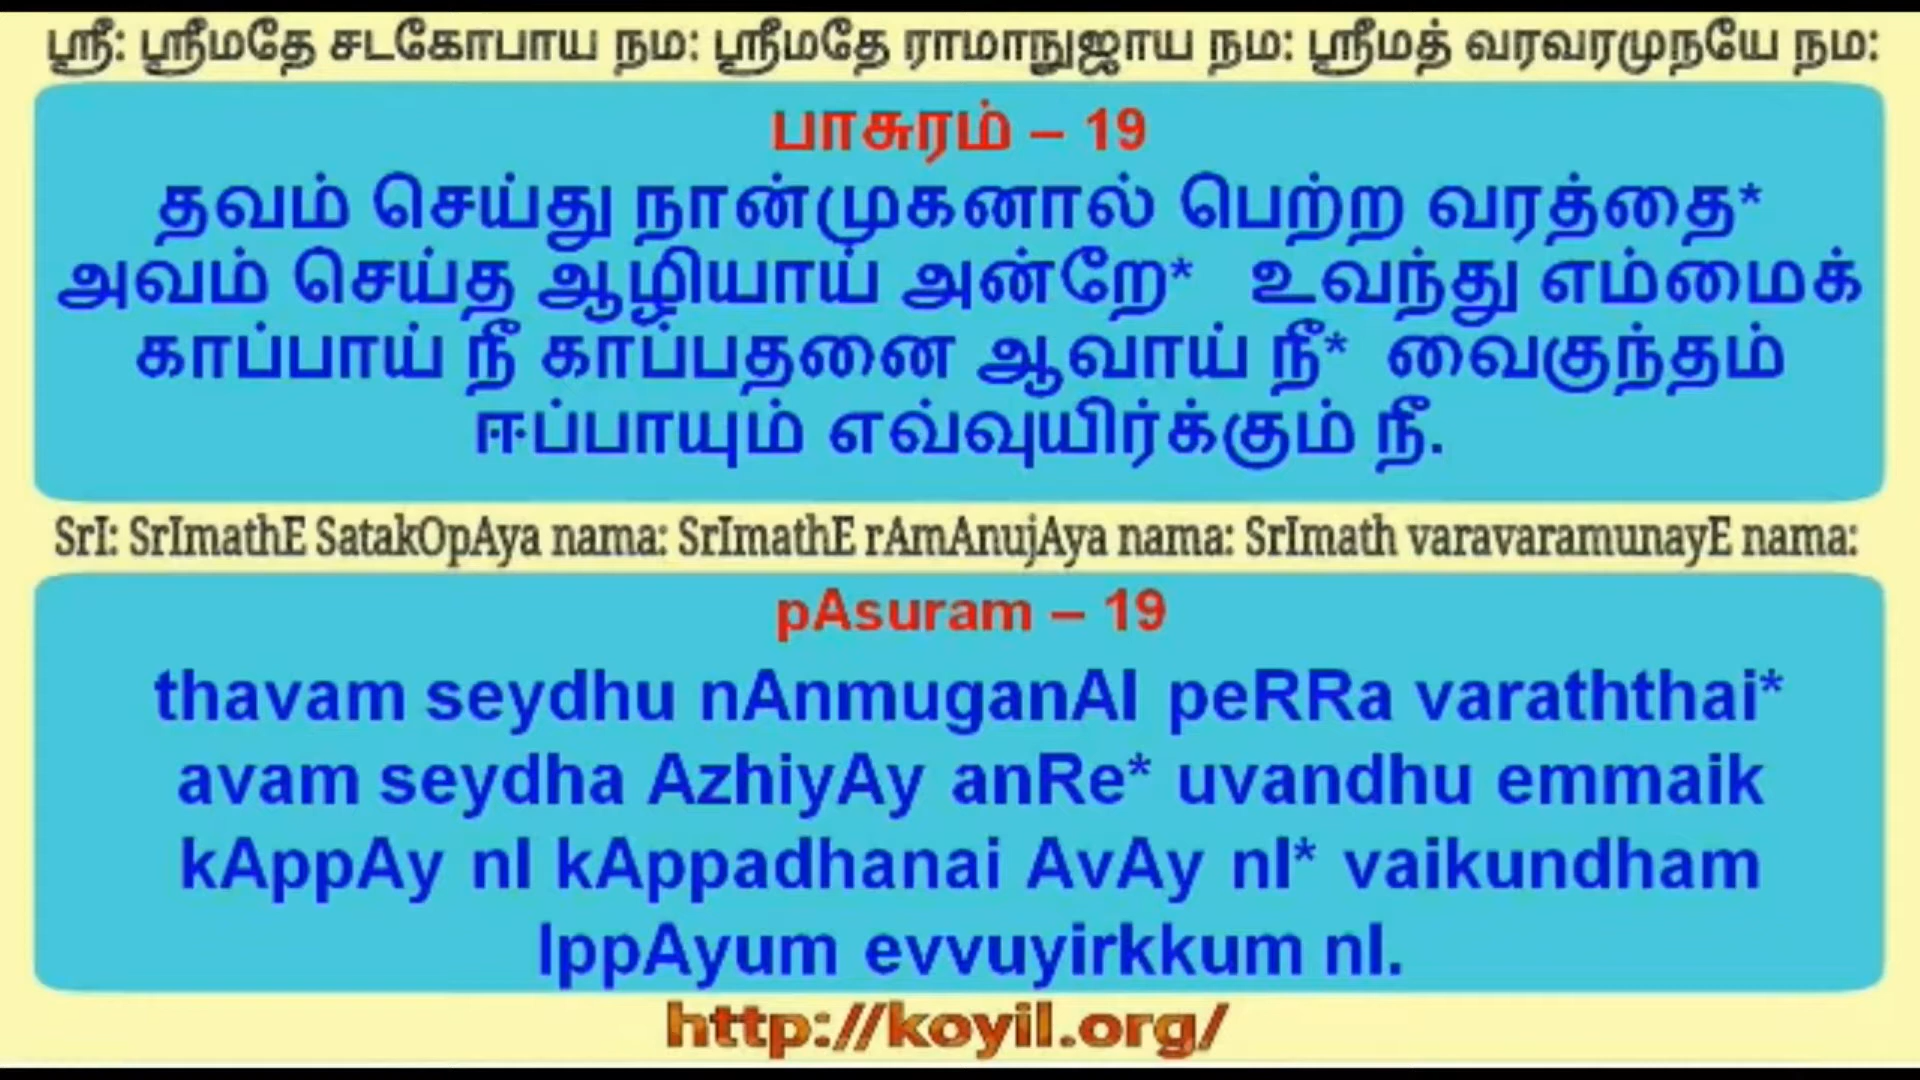 ஸ்ரீ: ஸ்ரீமதே சடகோபாய நம: ஸ்ரீமதே ராமாநுஜாய நம: ஸ்ரீமத் வரவரமுநயே நம:
பாசுரம் – 19
தவம் செய்து நான்முகனால் பெற்ற வரத்தை*
அவம் செய்த ஆழியாய் அன்றே* உவந்து எம்மைக்
காப்பாய் நீ காப்பதனை ஆவாய் நீ* வைகுந்தம்
ஈப்பாயும் எவ்வுயிர்க்கும் நீ.
SrI: SrImathE SatakOpAya nama: SrImathE rAmAnujAya nama: SrImath varavaramunayE nama:
pAsuram – 19
thavam seydhu nAnmuganAl peRRa varaththai*
avam seydha AzhiyAy anRe* uvandhu emmaik
kAppAy nI kAppadhanai AvAy nI* vaikundham
IppAyum evvuyirkkum nI.
http://koyil.org/